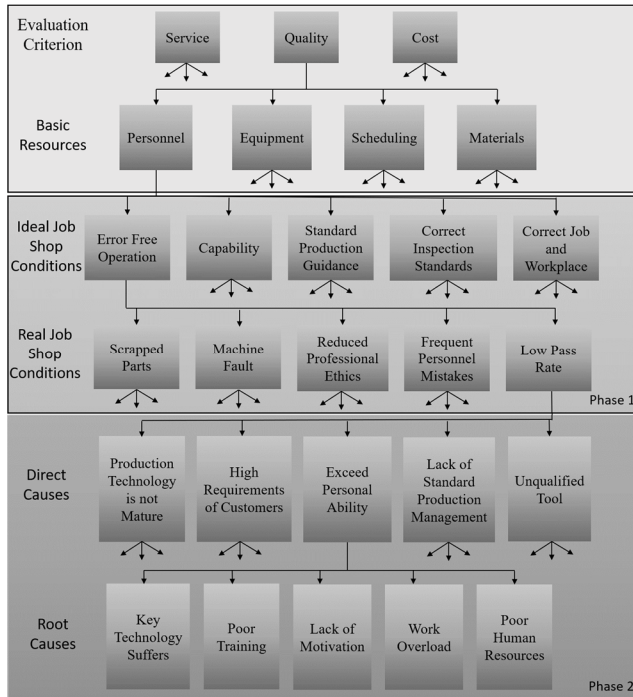 Evaluation
Criterion
Service
Quality
Cost
Basic
Resources
Personnel
Equipment
Scheduling
Materials
Ideal Job
Shop
Conditions
Error Free
Operation
Capability
Standard
Production
Guidance
Correct
Inspection
Standards
Correct Job
and
Workplace
Real Job
Shop
Conditions
Scrapped
Parts
Machine
Fault
Reduced
Professional
Ethics
Frequent
Personnel
Mistakes
Low Pass
Rate
Phase 1
Direct
Causes
Production
Technology
is not
Mature
High
Requirements
of Customers
Exceed
Personal
Ability
Lack of
Standard
Production
Management
Unqualified
Tool
Root
Causes
Key
Technology
Suffers
Poor
Training
Lack of
Motivation
Work
Overload
Poor
Human
Resources
Phase 2